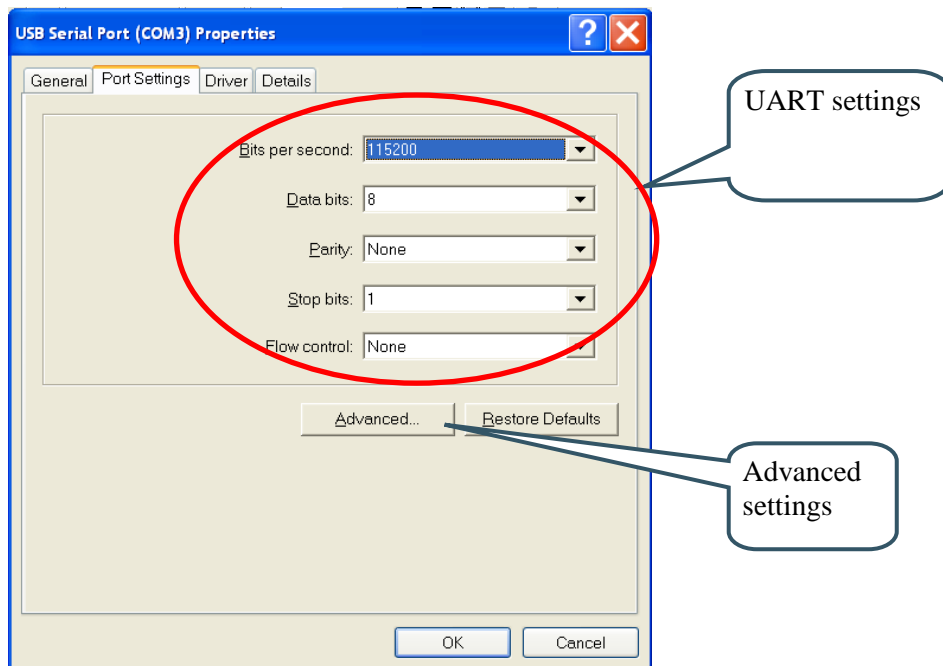 USB Serial Port (COM3) Properties
General Port Settings Driver Details
UART settings
Bits per second: 115200
Data bits: 8
Parity: None
Stop bits: 1
Flow control: None
Advanced... Restore Defaults
Advanced
settings
OK Cancel